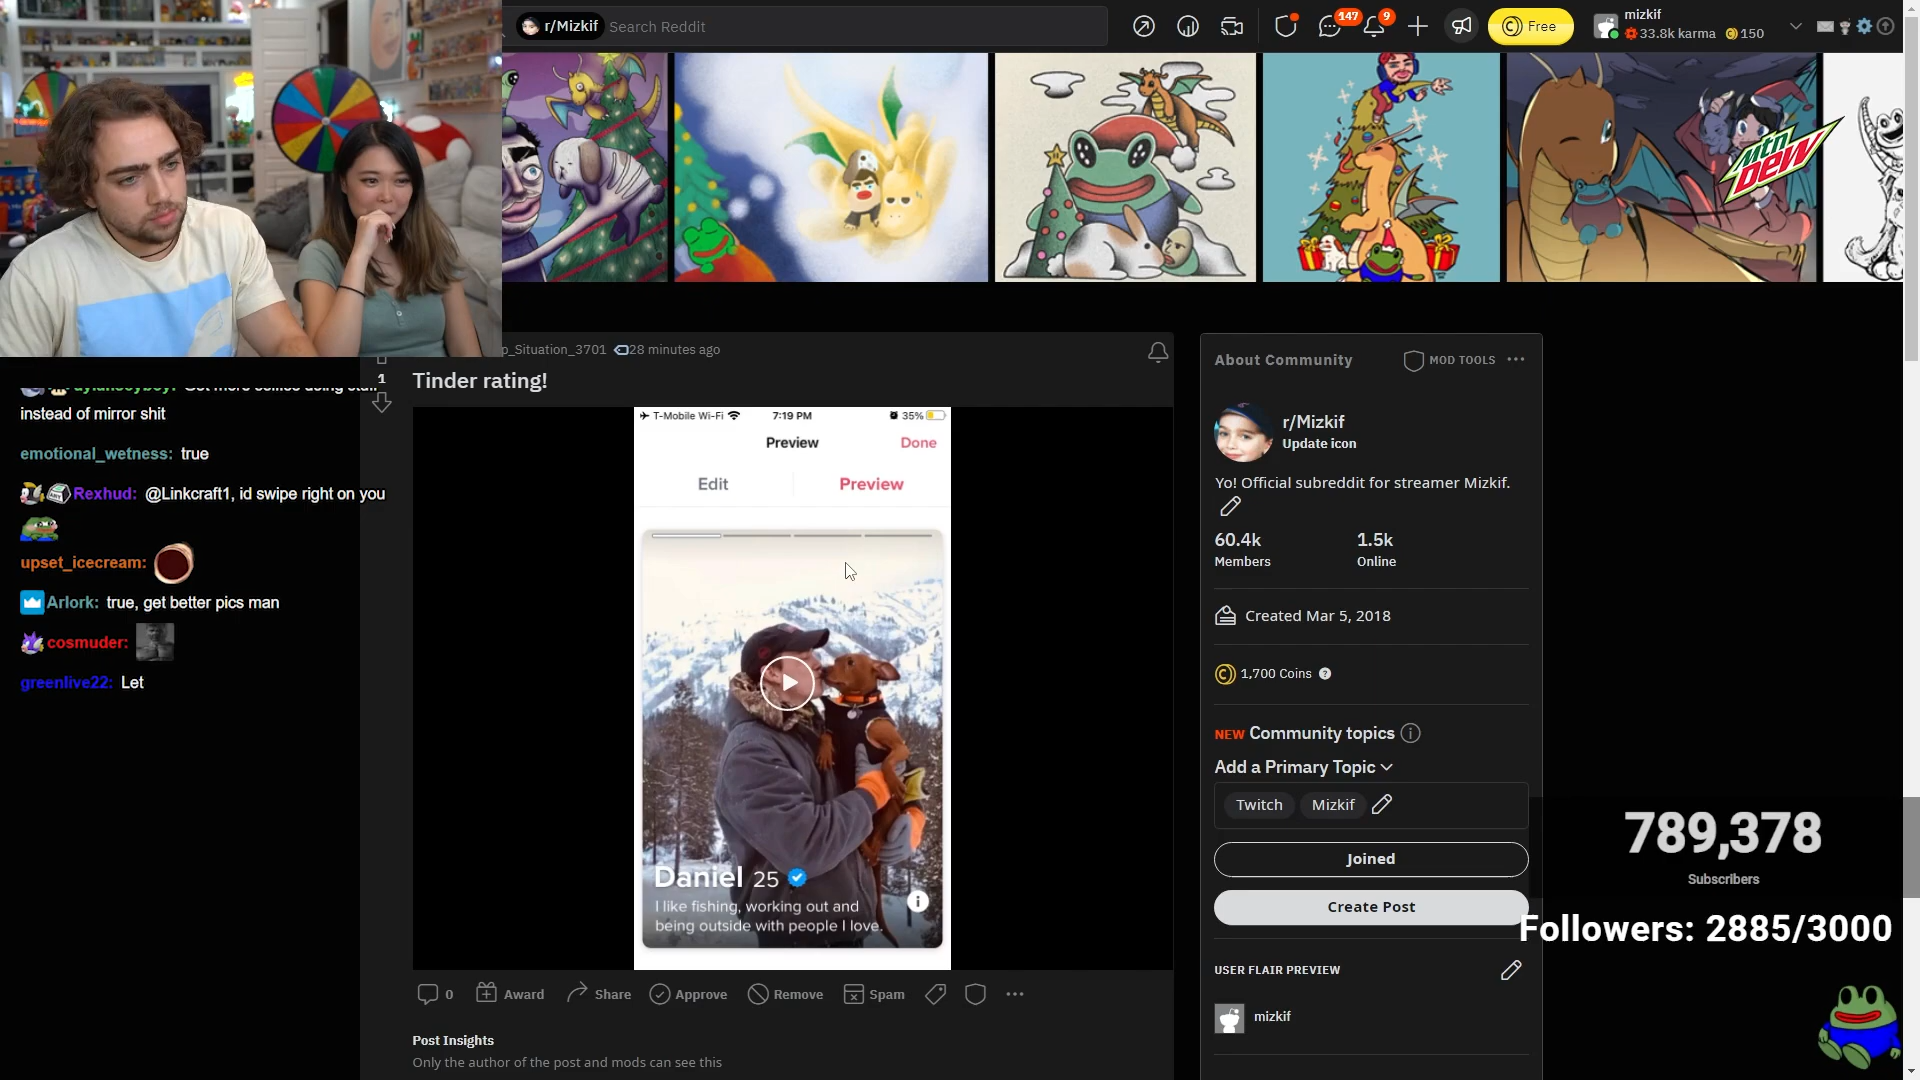 r/Mizkif Search Reddit
147
9
Free
mizkif
33.8k karma 150
mtn
DEW
p_Situation_3701 28 minutes ago
1
Tinder rating!
instead of mirror shit
emotional_wetness: true
Rexhud: @Linkcraft1, id swipe right on you
upset_icecream:
Arlork: true, get better pics man
cosmuder:
greenlive22: Let
T-Mobile Wi-Fi 7:19 PM 35%
Preview Done
Edit Preview
Daniel 25
I like fishing, working out and
being outside with people I love.
0 Award Share Approve Remove Spam
Post Insights
Only the author of the post and mods can see this
About Community MOD TOOLS
r/Mizkif
Update icon
Yo! Official subreddit for streamer Mizkif.
60.4k 1.5k
Members Online
Created Mar 5, 2018
1,700 Coins
NEW Community topics
Add a Primary Topic
Twitch Mizkif
Joined
Create Post
USER FLAIR PREVIEW
mizkif
789,378
Subscribers
Followers: 2885/3000